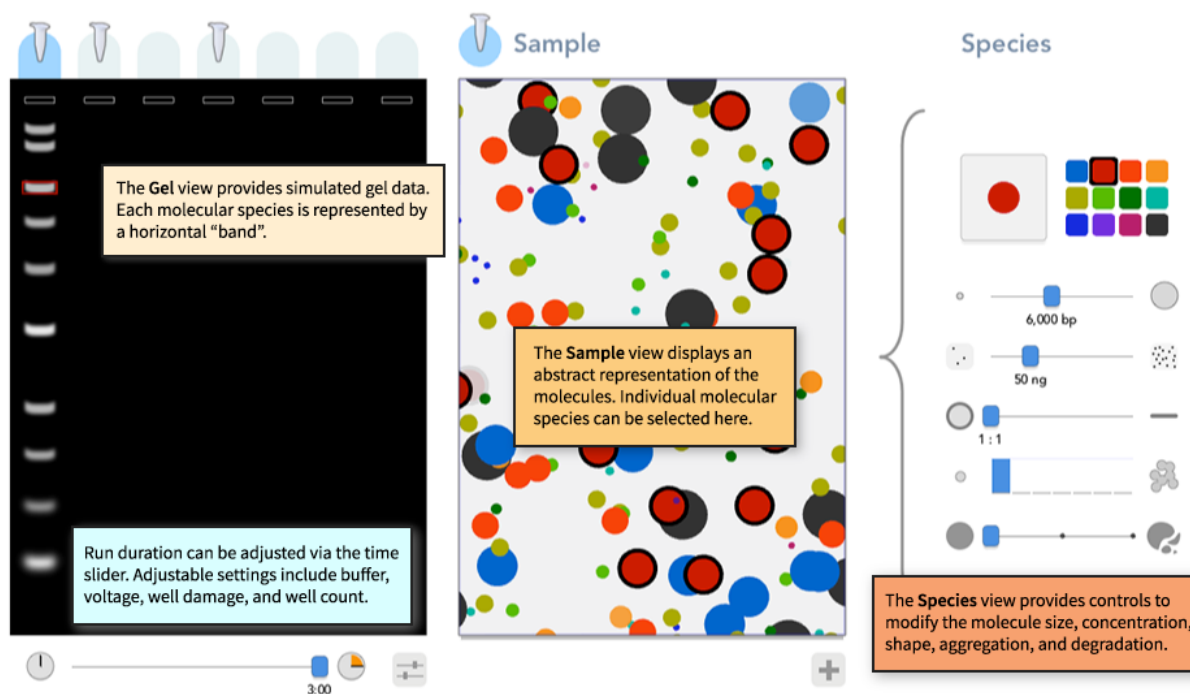 Sample
Species
The Gel view provides simulated gel data.
Each molecular species is represented by
a horizontal “band”.
6,000 bp
The Sample view displays an
abstract representation of the
molecules. Individual molecular
species can be selected here.
50 ng
1 : 1
Run duration can be adjusted via the time
slider. Adjustable settings include buffer,
voltage, well damage, and well count.
The Species view provides controls to
modify the molecule size, concentration,
shape, aggregation, and degradation.
3:00